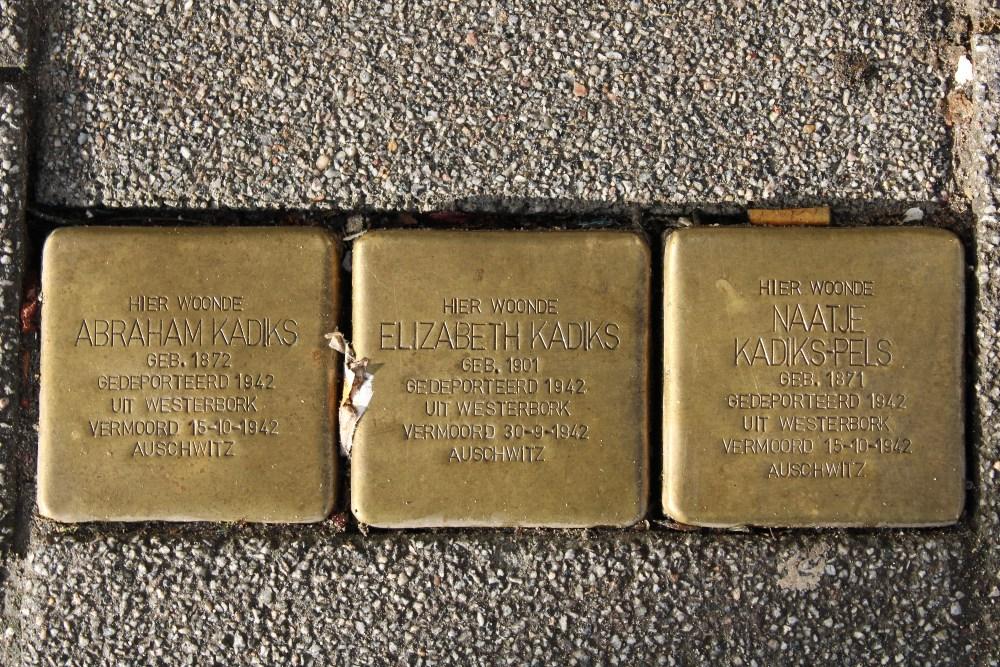 HIER WOONDE
ABRAHAM KADIKS
GEB. 1872
GEDEPORTEERD 1942
UIT WESTERBORK
VERMOORD 15-10-1942
AUSCHWITZ
HIER WOONDE
ELIZABETH KADIKS
GEB. 1901
GEDEPORTEERD 1942
UIT WESTERBORK
VERMOORD 30-9-1942
AUSCHWITZ
HIER WOONDE
NAATJE
KADIKS-PELS
GEB. 1871
GEDEPORTEERD 1942
UIT WESTERBORK
VERMOORD 15-10-1942
AUSCHWITZ